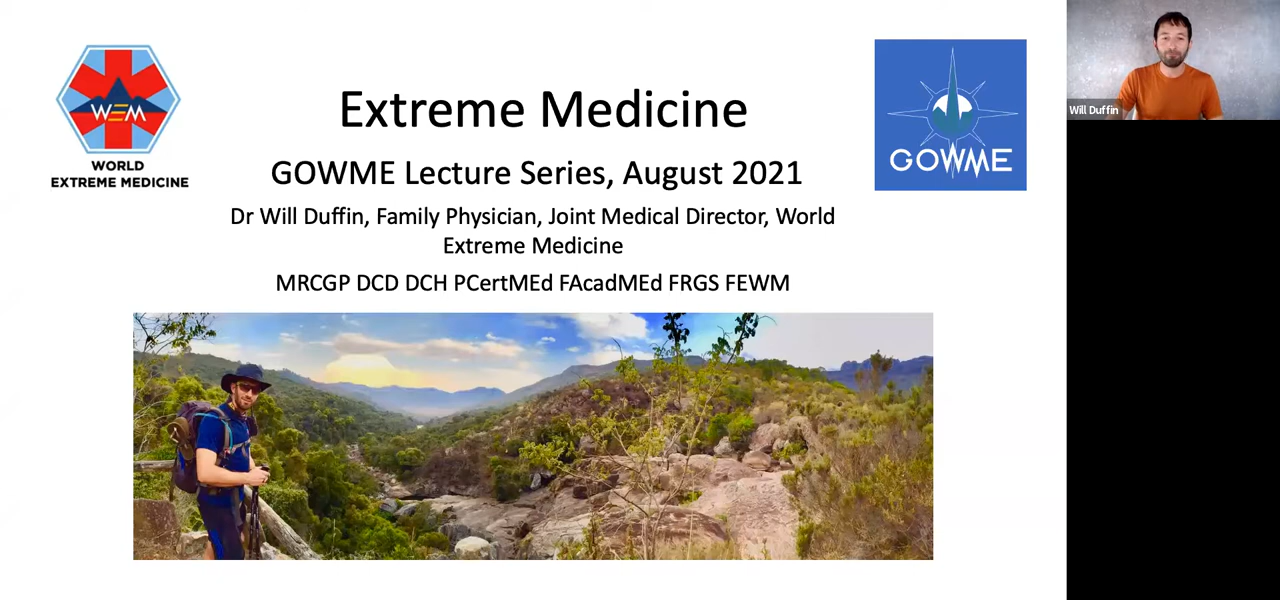 WEM
WORLD
EXTREME MEDICINE
Extreme Medicine
GOWME Lecture Series, August 2021
Dr Will Duffin, Family Physician, Joint Medical Director, World
Extreme Medicine
MRCGP DCD DCH PCertMEd FAcadMEd FRGS FEWM
GOWME
Will Duffin